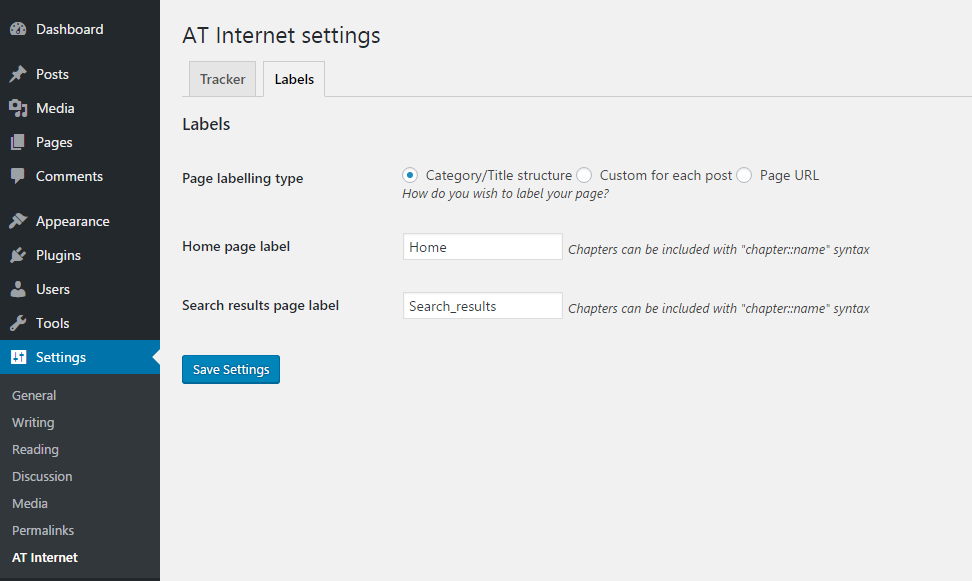 Dashboard
Posts
Media
Pages
Comments
Appearance
Plugins
Users
Tools
Settings
General
Writing
Reading
Discussion
Media
Permalinks
AT Internet
AT Internet settings
Tracker Labels
Labels
Page labelling type Category/Title structure Custom for each post Page URL
How do you wish to label your page?
Home page label Home Chapters can be included with "chapter::name" syntax
Search results page label Search_results Chapters can be included with "chapter::name" syntax
Save Settings